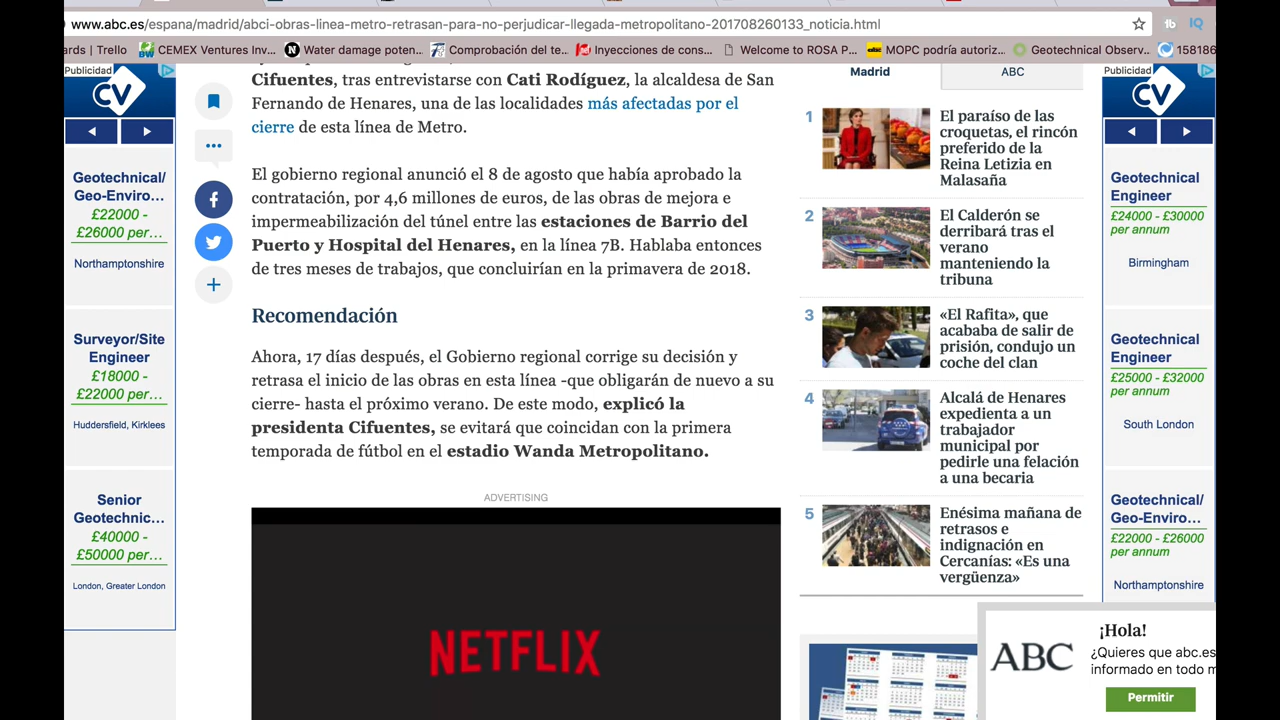 www.abc.es/espana/madrid/abci-obras-linea-metro-retrasan-para-no-perjudicar-llegada-metropolitano-201708260133_noticia.html
ards | Trello
CEMEX Ventures Inv...
Water damage poten...
Comprobación del te...
Inyecciones de cons...
Welcome to ROSA P...
MOPC podría autoriz...
Geotechnical Observ...
158186
Publicidad
CV
Geotechnical/
Geo-Enviro...
£22000 -
£26000 per...
Northamptonshire
Surveyor/Site
Engineer
£18000 -
£22000 per...
Huddersfield, Kirklees
Senior
Geotechnic...
£40000 -
£50000 per...
London, Greater London
Cifuentes, tras entrevistarse con Cati Rodíguez, la alcaldesa de San
Fernando de Henares, una de las localidades más afectadas por el
cierre de esta línea de Metro.
El gobierno regional anunció el 8 de agosto que había aprobado la
contratación, por 4,6 millones de euros, de las obras de mejora e
impermeabilización del túnel entre las estaciones de Barrio del
Puerto y Hospital del Henares, en la línea 7B. Hablaba entonces
de tres meses de trabajos, que concluirían en la primavera de 2018.
Recomendación
Ahora, 17 días después, el Gobierno regional corrige su decisión y
retrasa el inicio de las obras en esta línea -que obligarán de nuevo a su
cierre- hasta el próximo verano. De este modo, explicó la
presidenta Cifuentes, se evitará que coincidan con la primera
temporada de fútbol en el estadio Wanda Metropolitano.
ADVERTISING
NETFLIX
Madrid
ABC
1
El paraíso de las
croquetas, el rincón
preferido de la
Reina Letizia en
Malasaña
2
El Calderón se
derribará tras el
verano
manteniendo la
tribuna
3
«El Rafita», que
acababa de salir de
prisión, condujo un
coche del clan
4
Alcalá de Henares
expedienta a un
trabajador
municipal por
pedirle una felación
a una becaria
5
Enésima mañana de
retrasos e
indignación en
Cercanías: «Es una
vergüenza»
Publicidad
CV
Geotechnical
Engineer
£24000 - £30000
per annum
Birmingham
Geotechnical
Engineer
£25000 - £32000
per annum
South London
Geotechnical/
Geo-Enviro...
£22000 - £26000
per annum
Northamptonshire
ABC
¡Hola!
¿Quieres que abc.es
informado en todo m
Permitir